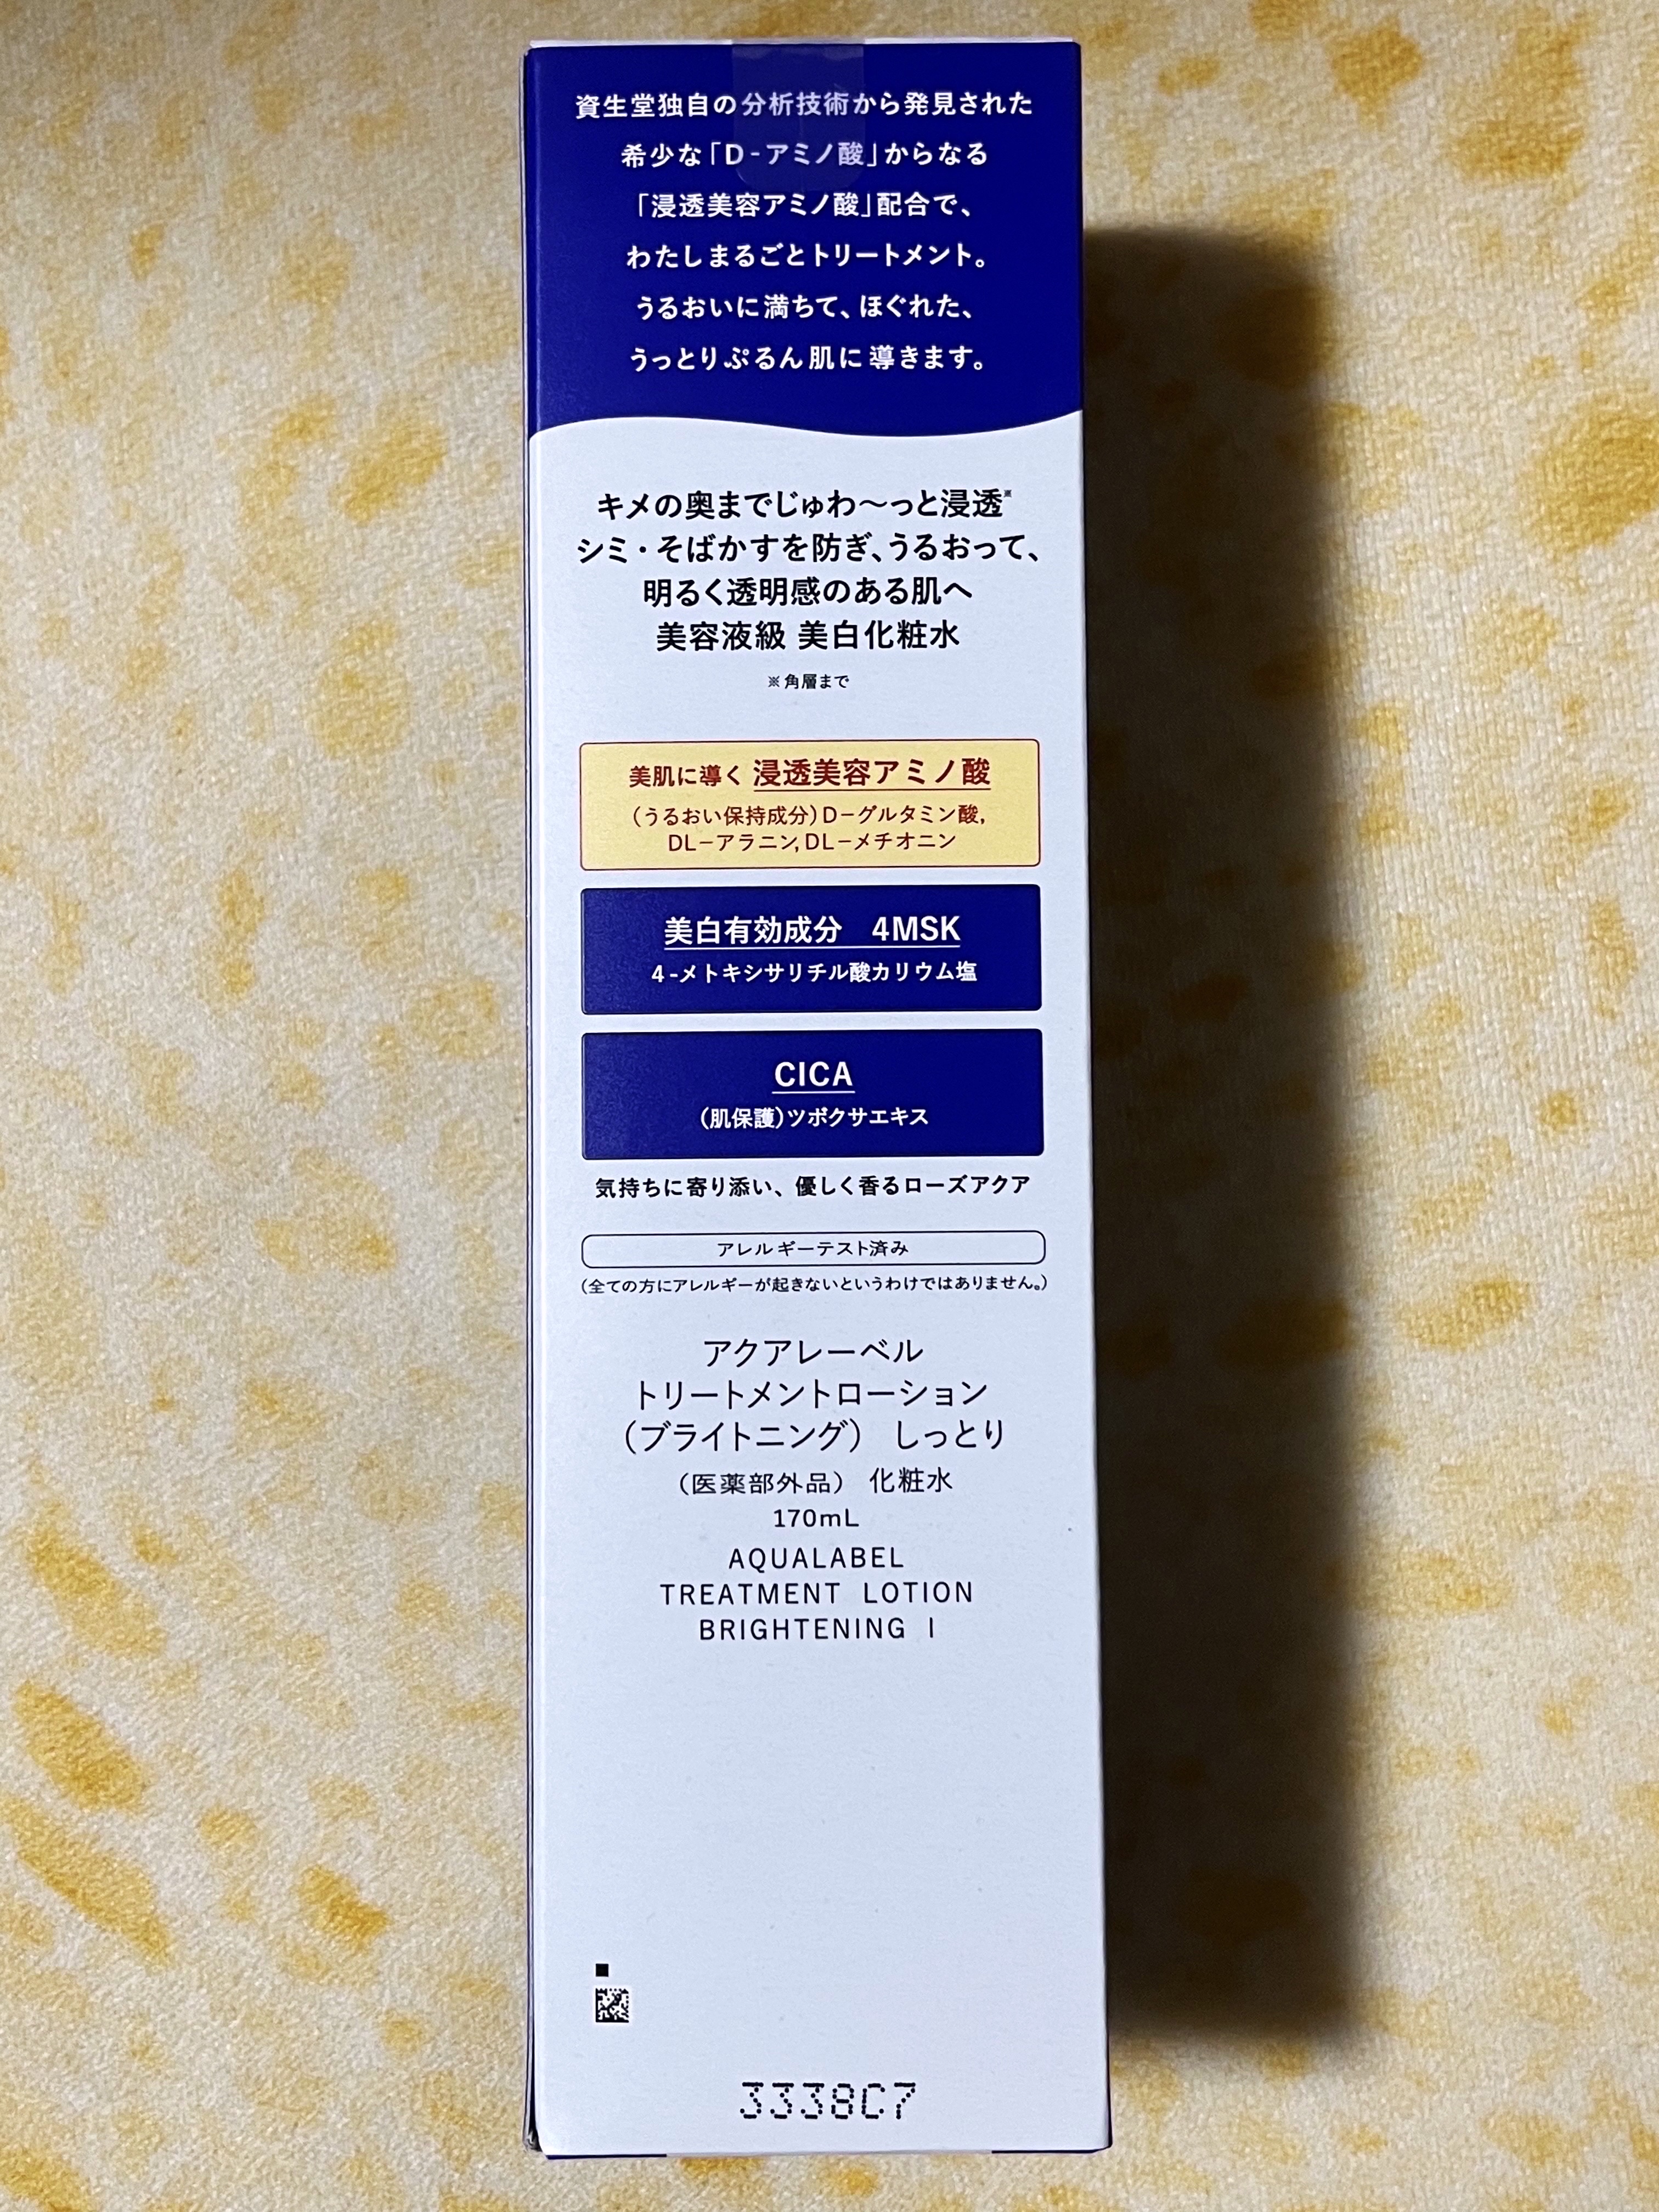 資生堂独自の分析技術から発見された
希少な「D-アミノ酸」からなる
「浸透美容アミノ酸」配合で、
わたしまるごとトリートメント。
うるおいに満ちて、ほぐれた、
うっとりぷるん肌に導きます。
キメの奥までじゅわ～っと浸透※
シミ・そばかすを防ぎ、うるおって、
明るく透明感のある肌へ
美容液級 美白化粧水
※角層まで
美肌に導く 浸透美容アミノ酸
(うるおい保持成分)D-グルタミン酸,
DL-アラニン,DL-メチオニン
美白有効成分 4MSK
4-メトキシサリチル酸カリウム塩
CICA
(肌保護)ツボクサエキス
気持ちに寄り添い、優しく香るローズアクア
アレルギーテスト済み
(全ての方にアレルギーが起きないというわけではありません。)
アクアレーベル
トリートメントローション
(ブライトニング) しっとり
(医薬部外品) 化粧水
170mL
AQUALABEL
TREATMENT LOTION
BRIGHTENING I
3338C7